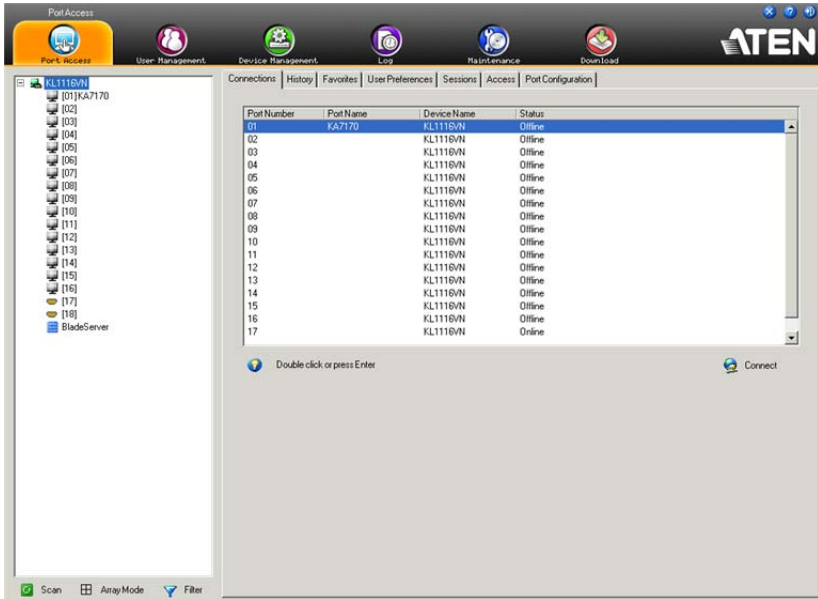 PortAccess
ATEN
Port Access
User Management
Device Management
Log
Maintenance
Download
KL1116VN
[01]KA7170
[02]
[03]
[04]
[05]
[06]
[07]
[08]
[09]
[10]
[11]
[12]
[13]
[14]
[15]
[16]
[17]
[18]
BladeServer
Scan Array Mode Filter
Connections History Favorites User Preferences Sessions Access Port Configuration
Port Number Port Name Device Name Status
01 KA7170 KL1116VN Offline
02 KL1116VN Offline
03 KL1116VN Offline
04 KL1116VN Offline
05 KL1116VN Offline
06 KL1116VN Offline
07 KL1116VN Offline
08 KL1116VN Offline
09 KL1116VN Offline
10 KL1116VN Offline
11 KL1116VN Offline
12 KL1116VN Offline
13 KL1116VN Offline
14 KL1116VN Offline
15 KL1116VN Offline
16 KL1116VN Offline
17 KL1116VN Online
Double click or press Enter
Connect